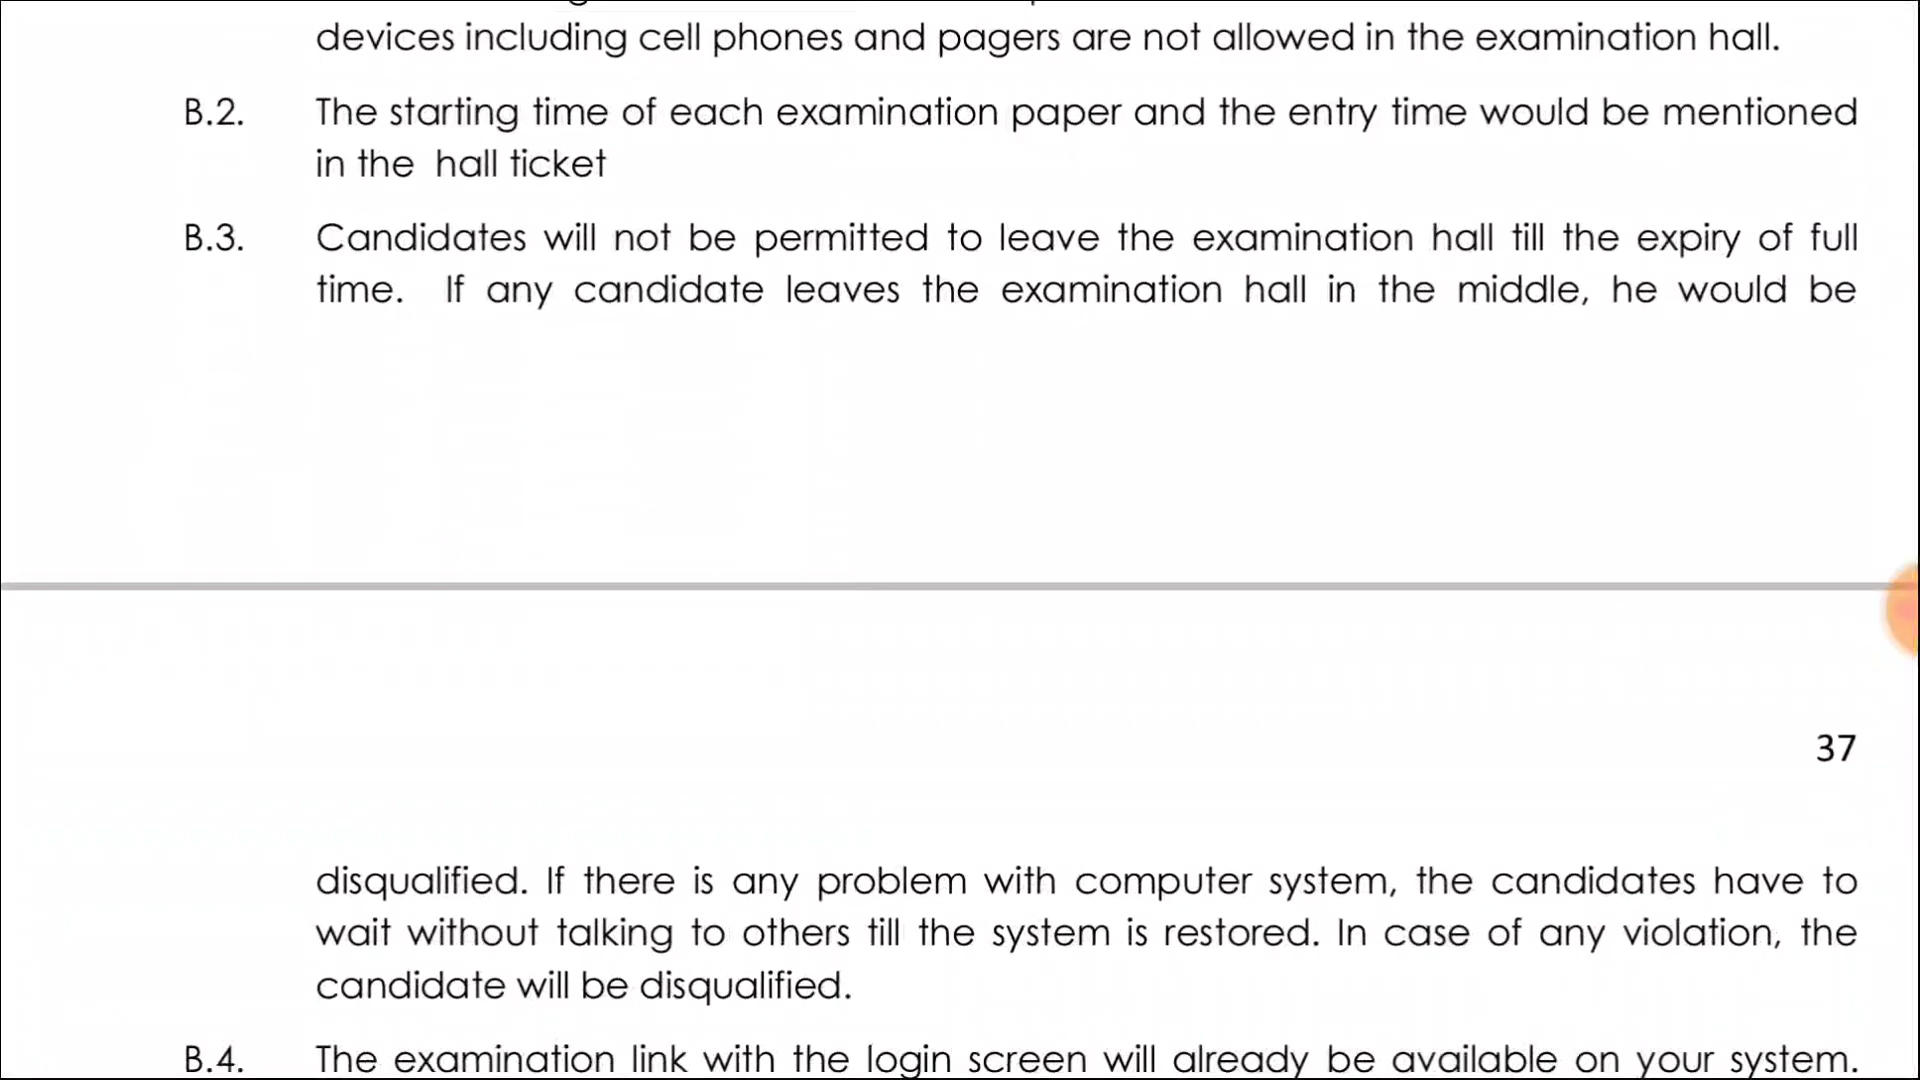 devices including cell phones and pagers are not allowed in the examination hall.
B.2. The starting time of each examination paper and the entry time would be mentioned
in the hall ticket
B.3. Candidates will not be permitted to leave the examination hall till the expiry of full
time. If any candidate leaves the examination hall in the middle, he would be
37
disqualified. If there is any problem with computer system, the candidates have to
wait without talking to others till the system is restored. In case of any violation, the
candidate will be disqualified.
B.4. The examination link with the login screen will already be available on your system.